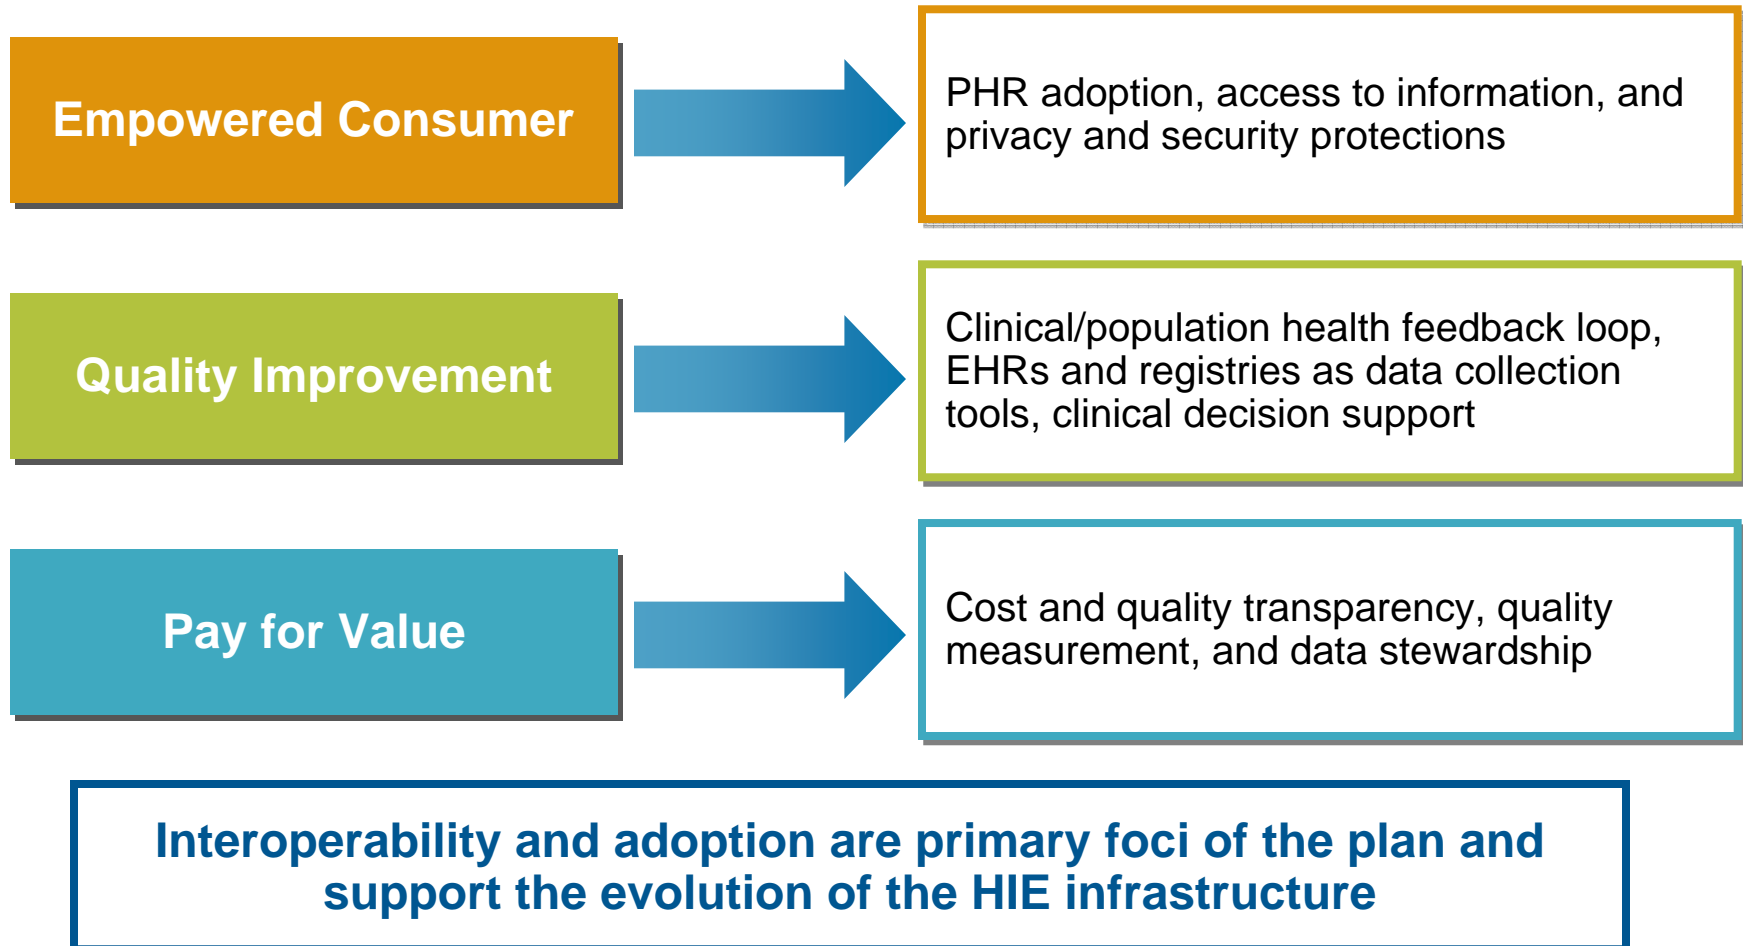 Empowered Consumer
PHR adoption, access to information, and
privacy and security protections
Quality Improvement
Clinical/population health feedback loop,
EHRs and registries as data collection
tools, clinical decision support
Pay for Value
Cost and quality transparency, quality
measurement, and data stewardship
Interoperability and adoption are primary foci of the plan and
support the evolution of the HIE infrastructure